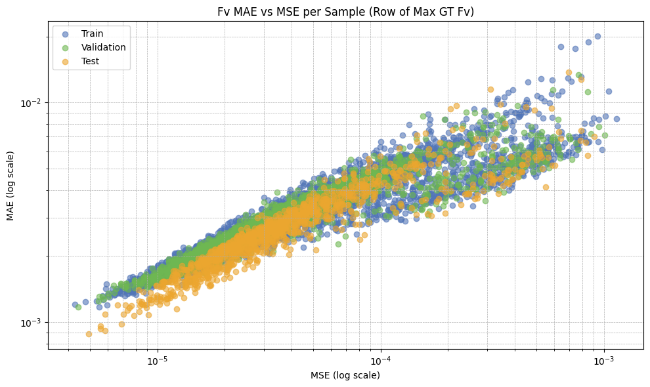 Fv MAE vs MSE per Sample (Row of Max GT Fv)
Train
Validation
Test
MAE (log scale)
10⁻²
10⁻³
10⁻⁵
10⁻⁴
10⁻³
MSE (log scale)